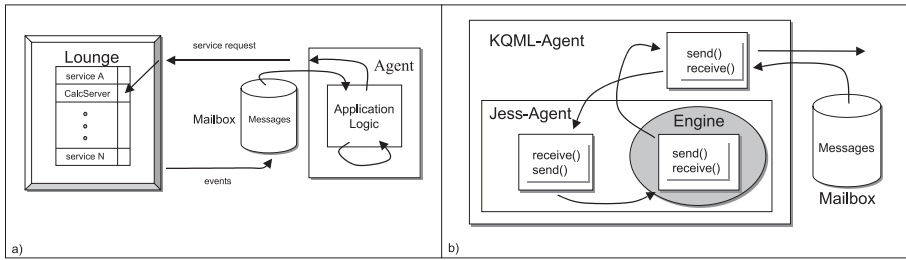 Lounge
service A
CalcServer
service N
service request
Mailbox
Messages
events
Agent
Application
Logic
a)
KQML-Agent
send()
receive()
Jess-Agent
receive()
send()
Engine
send()
receive()
Messages
Mailbox
b)